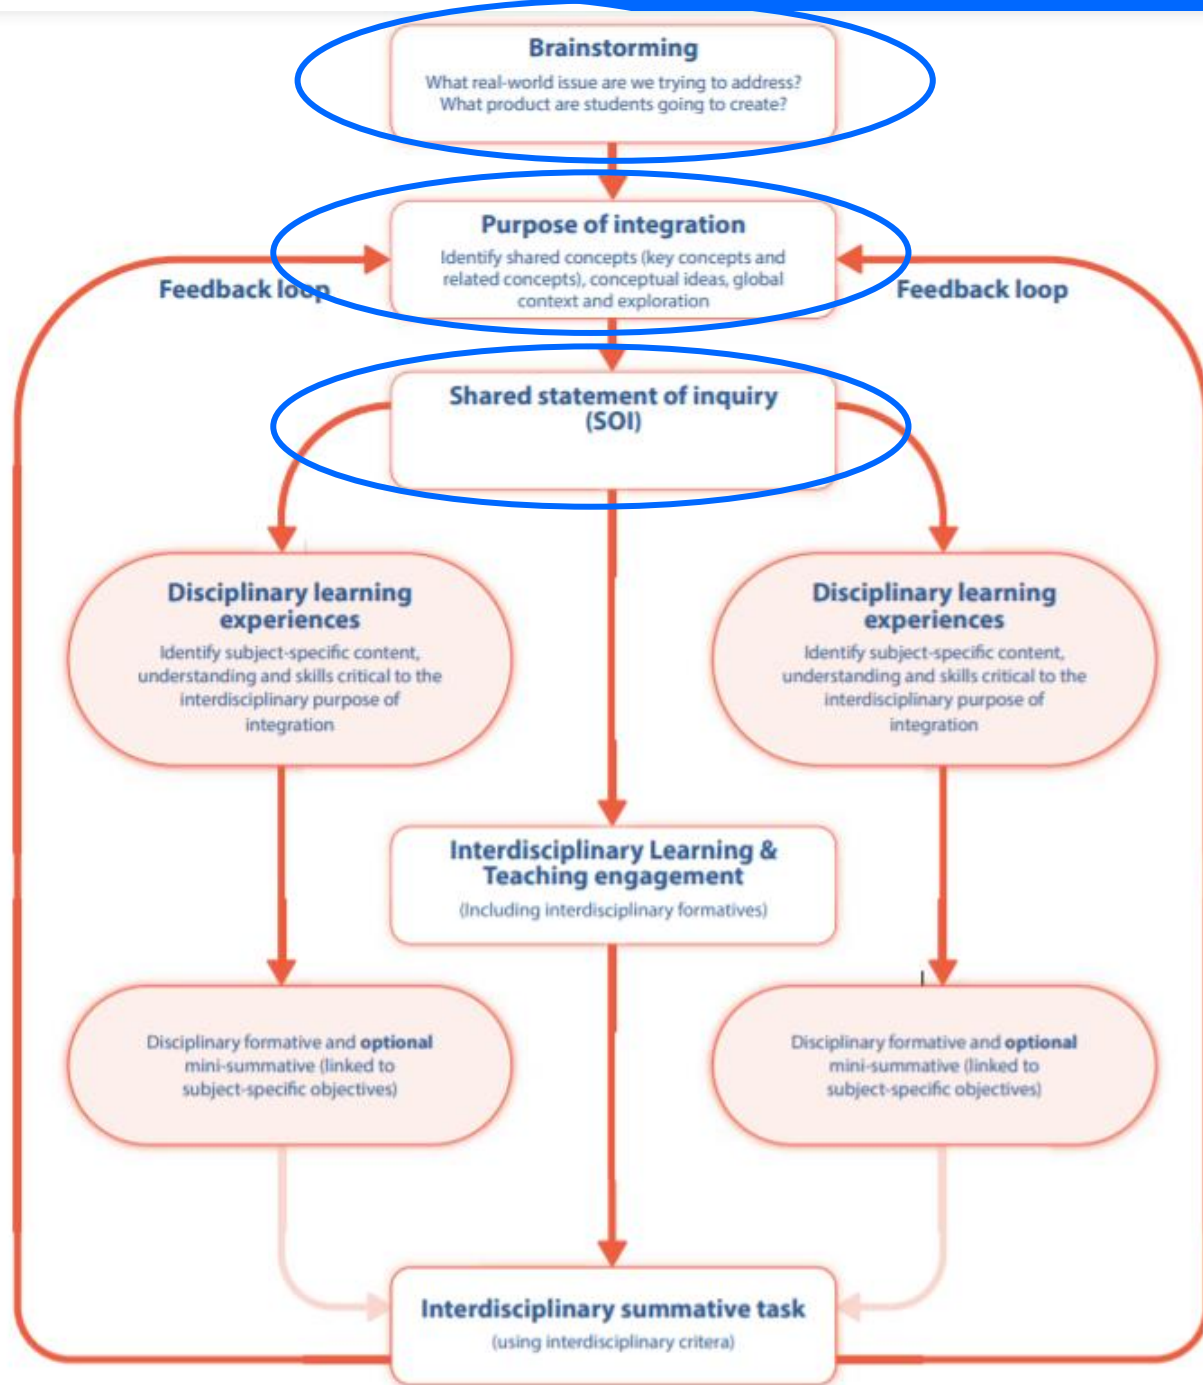 Brainstorming
What real-world issue are we trying to address?
What product are students going to create?
Purpose of integration
Identify shared concepts (key concepts and
related concepts), conceptual ideas, global
context and exploration
Feedback loop
Feedback loop
Shared statement of inquiry
(SOI)
Disciplinary learning
experiences
Identify subject-specific content,
understanding and skills critical to the
interdisciplinary purpose of
integration
Disciplinary learning
experiences
Identify subject-specific content,
understanding and skills critical to the
interdisciplinary purpose of
integration
Interdisciplinary Learning &
Teaching engagement
(Including interdisciplinary formatives)
Disciplinary formative and optional
mini-summative (linked to
subject-specific objectives)
Disciplinary formative and optional
mini-summative (linked to
subject-specific objectives)
Interdisciplinary summative task
(using interdisciplinary critera)